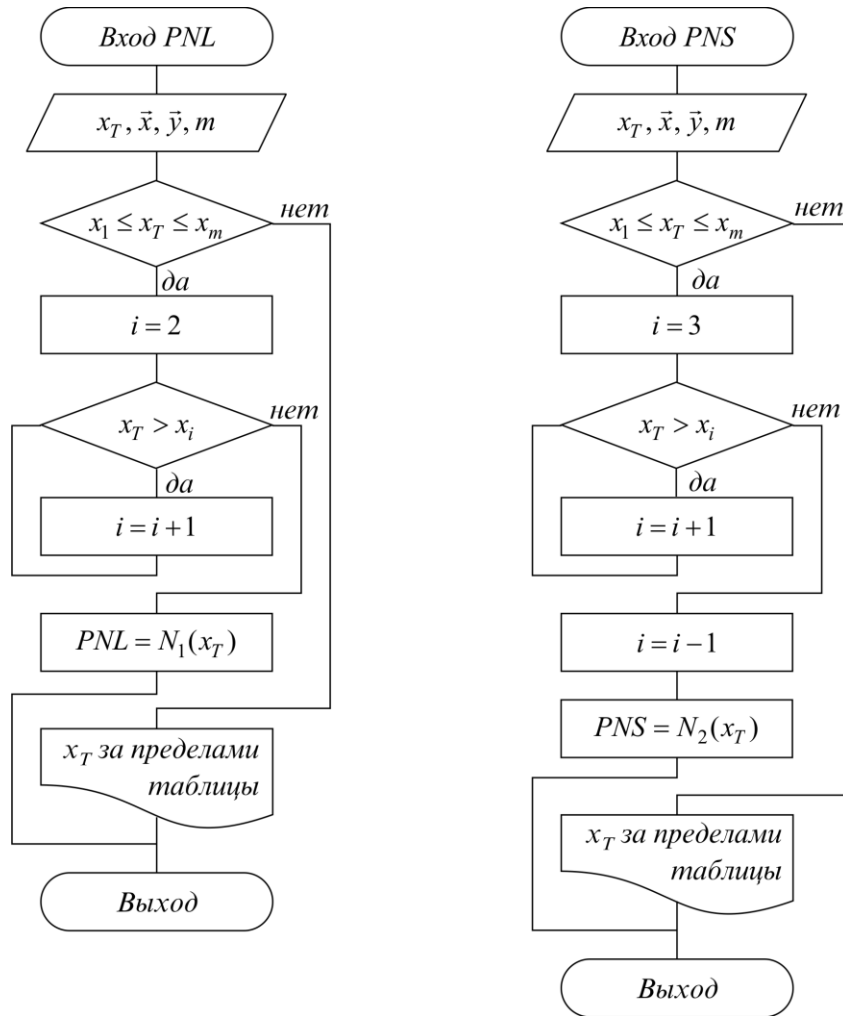 Вход PNL
x_T, x⃗, y⃗, m
x_1 ≤ x_T ≤ x_m
нет
да
i = 2
x_T > x_i
нет
да
i = i + 1
PNL = N_1(x_T)
x_T за пределами
таблицы
Выход
Вход PNS
x_T, x⃗, y⃗, m
x_1 ≤ x_T ≤ x_m
нет
да
i = 3
x_T > x_i
нет
да
i = i + 1
i = i − 1
PNS = N_2(x_T)
x_T за пределами
таблицы
Выход